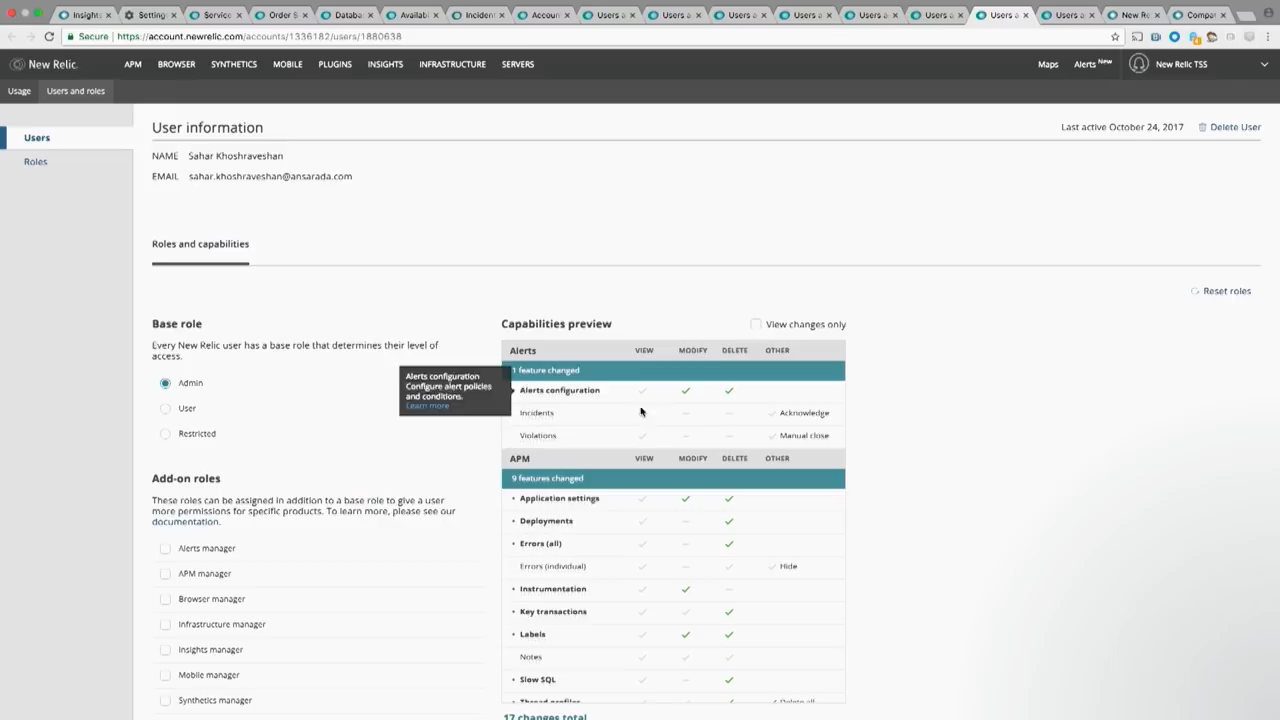 Insights
Setting
Service
Order S
Databa
Availabi
Inciden
Accoun
Users a
Users a
Users a
Users a
Users a
Users a
Users a
Users a
New Re
Compat
Secure
https://account.newrelic.com/accounts/1336182/users/1880638
New Relic.
APM
BROWSER
SYNTHETICS
MOBILE
PLUGINS
INSIGHTS
INFRASTRUCTURE
SERVERS
Maps
Alerts New
New Relic TSS
Usage
Users and roles
Users
Roles
User information
Last active October 24, 2017
Delete User
NAME Sahar Khoshraveshan
EMAIL sahar.khoshraveshan@ansarada.com
Roles and capabilities
Reset roles
Base role
Every New Relic user has a base role that determines their level of
access.
Admin
User
Restricted
Add-on roles
These roles can be assigned in addition to a base role to give a user
more permissions for specific products. To learn more, please see our
documentation.
Alerts manager
APM manager
Browser manager
Infrastructure manager
Insights manager
Mobile manager
Synthetics manager
Alerts configuration
Configure alert policies
and conditions.
Learn more
Capabilities preview
View changes only
Alerts VIEW MODIFY DELETE OTHER
1 feature changed
Alerts configuration
Incidents Acknowledge
Violations Manual close
APM VIEW MODIFY DELETE OTHER
9 features changed
Application settings
Deployments
Errors (all)
Errors (individual) Hide
Instrumentation
Key transactions
Labels
Notes
Slow SQL
Thread profiles Delete all
17 changes total